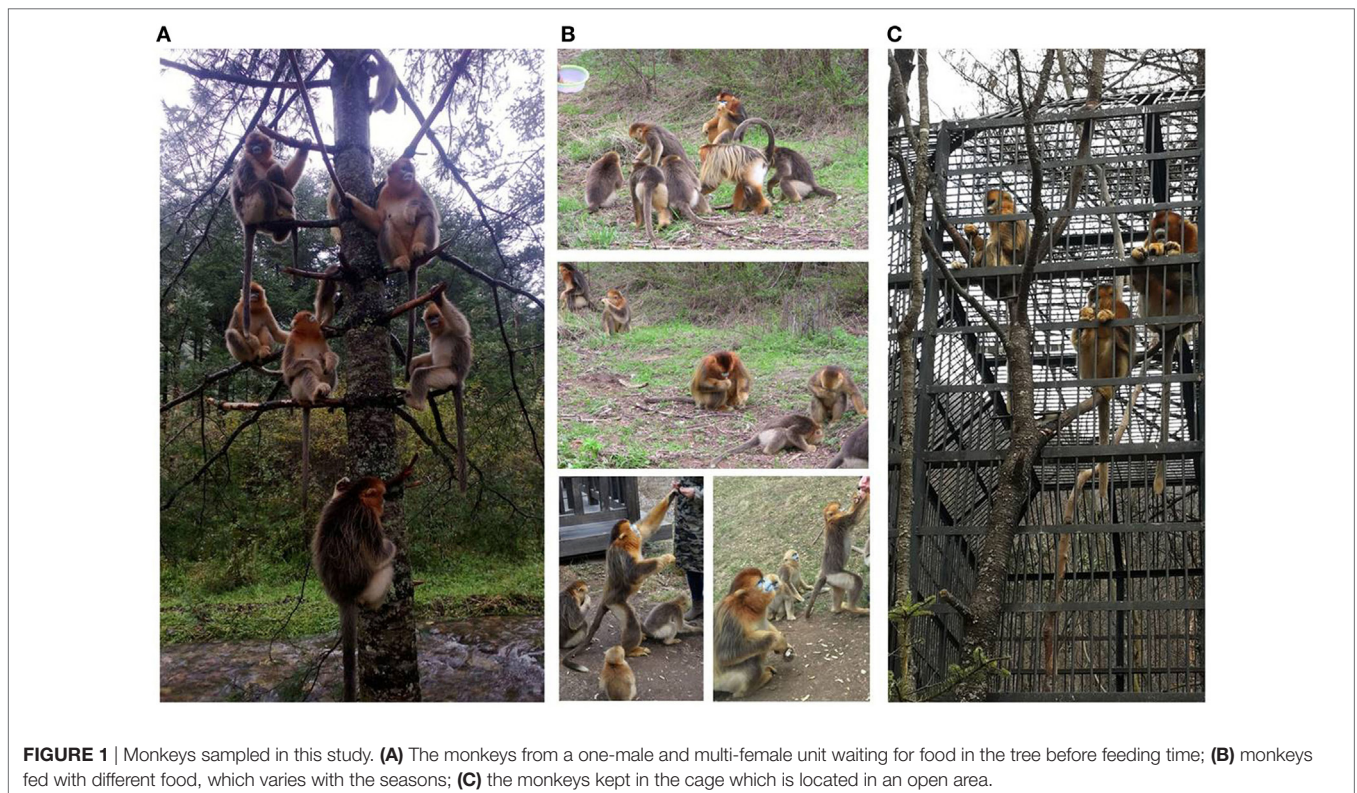 A
B
C
FIGURE 1 | Monkeys sampled in this study. (A) The monkeys from a one-male and multi-female unit waiting for food in the tree before feeding time; (B) monkeys
fed with different food, which varies with the seasons; (C) the monkeys kept in the cage which is located in an open area.